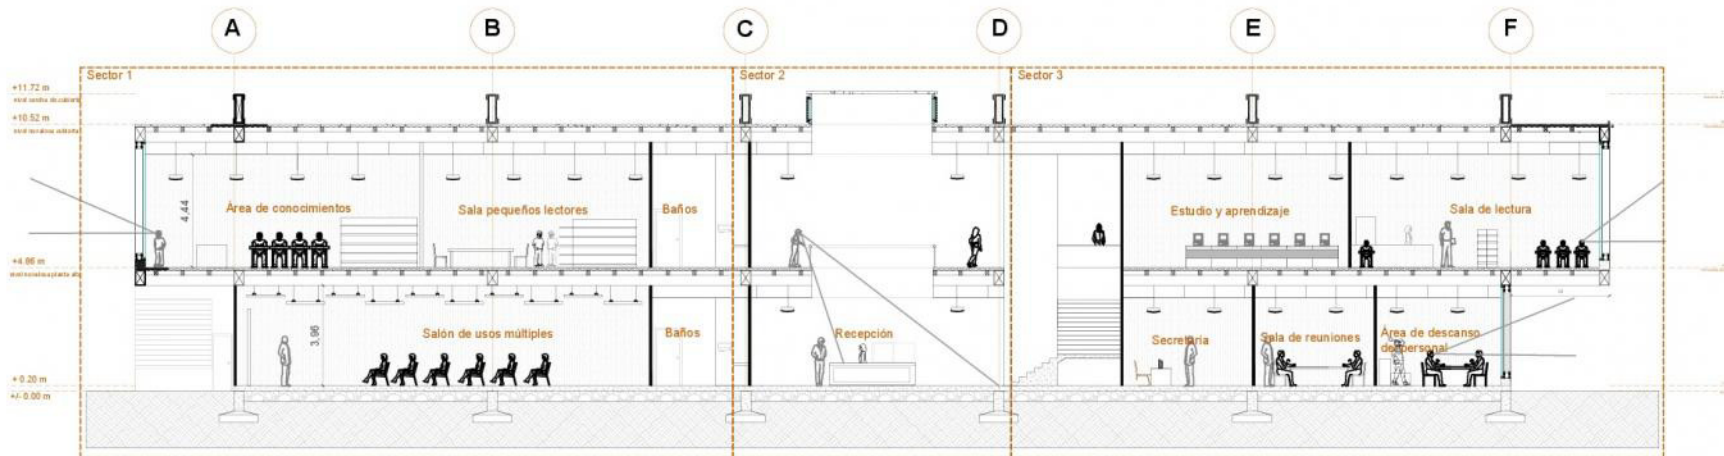 A B C D E F
Sector 1
Sector 2
Sector 3
+11.72 m
+10.52 m
4,44
Área de conocimientos
Sala pequeños lectores
Baños
Estudio y aprendizaje
Sala de lectura
+4.86 m
3,96
Salón de usos múltiples
Baños
Recepción
Secretaría
Sala de reuniones
Área de descanso
de personal
+ 0.20 m
+/- 0.00 m